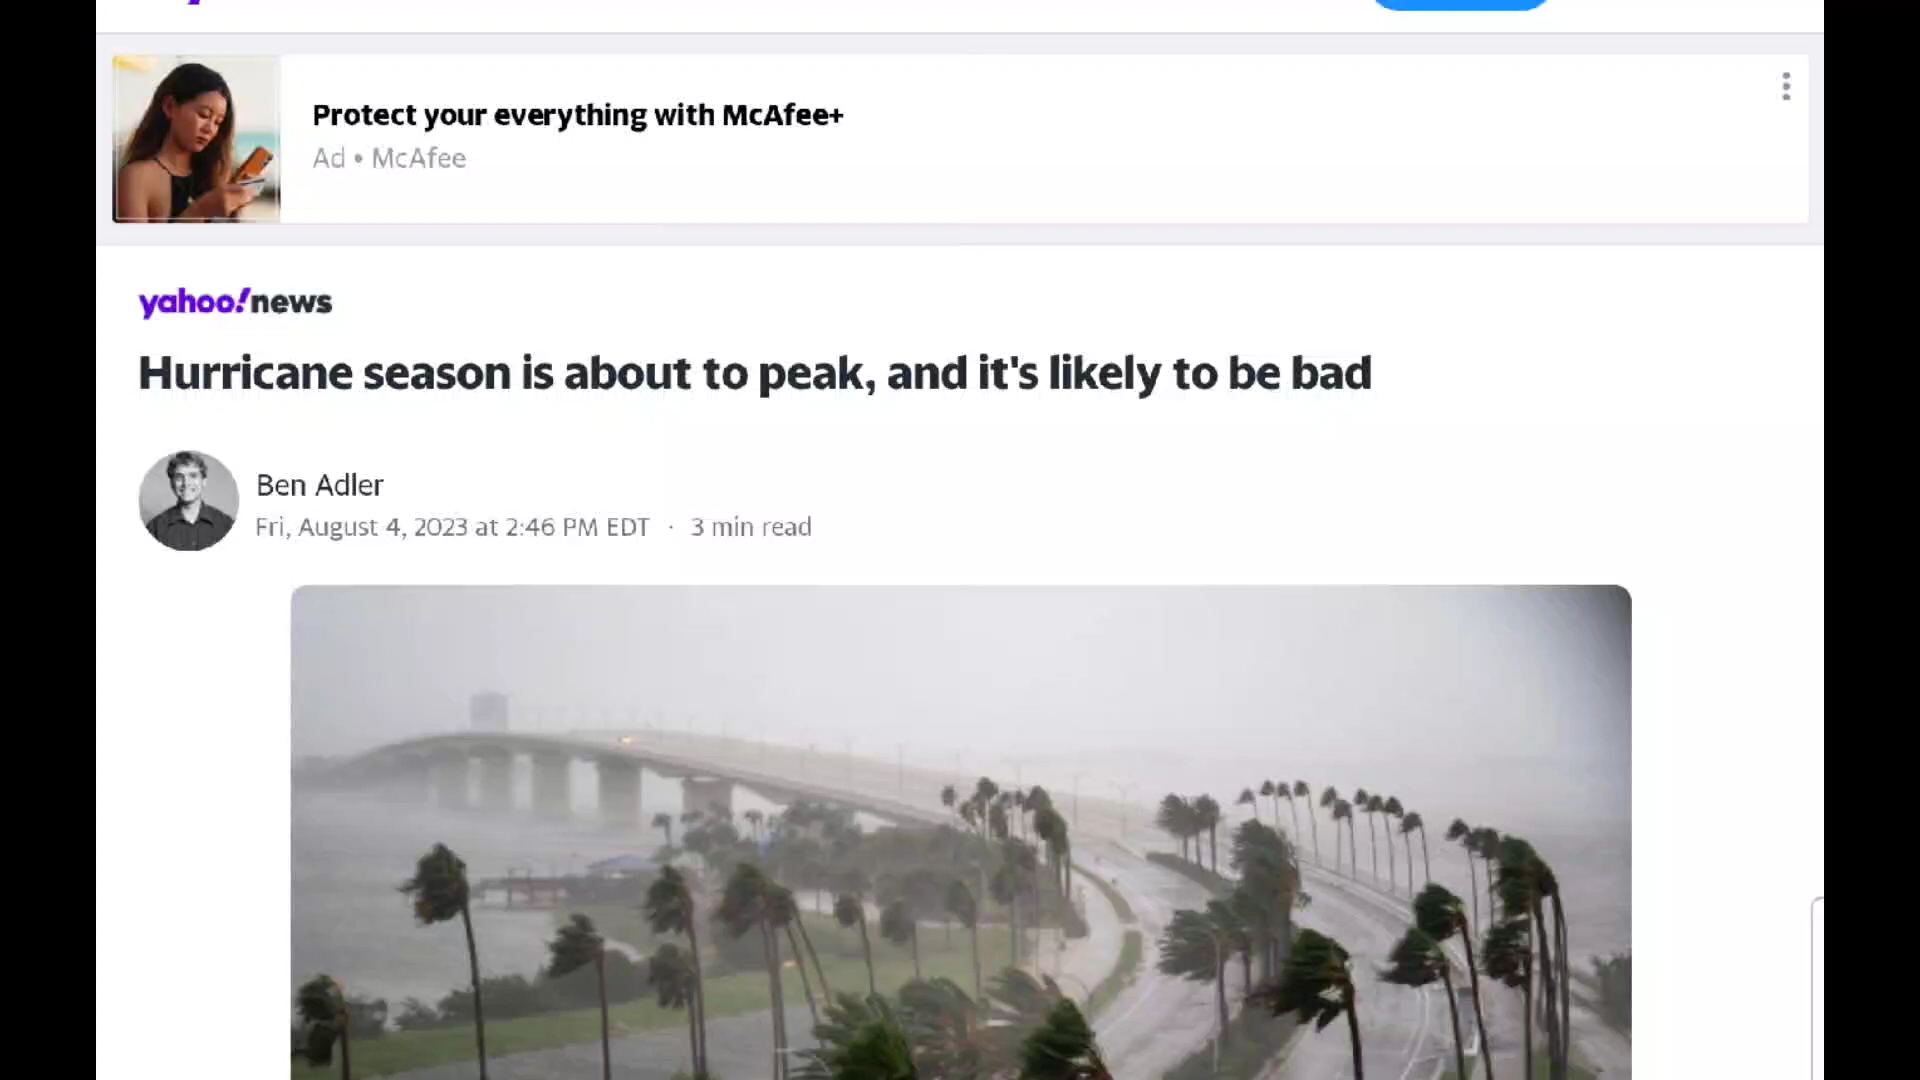 Protect your everything with McAfee+
Ad • McAfee
yahoo!news
Hurricane season is about to peak, and it's likely to be bad
Ben Adler
Fri, August 4, 2023 at 2:46 PM EDT · 3 min read